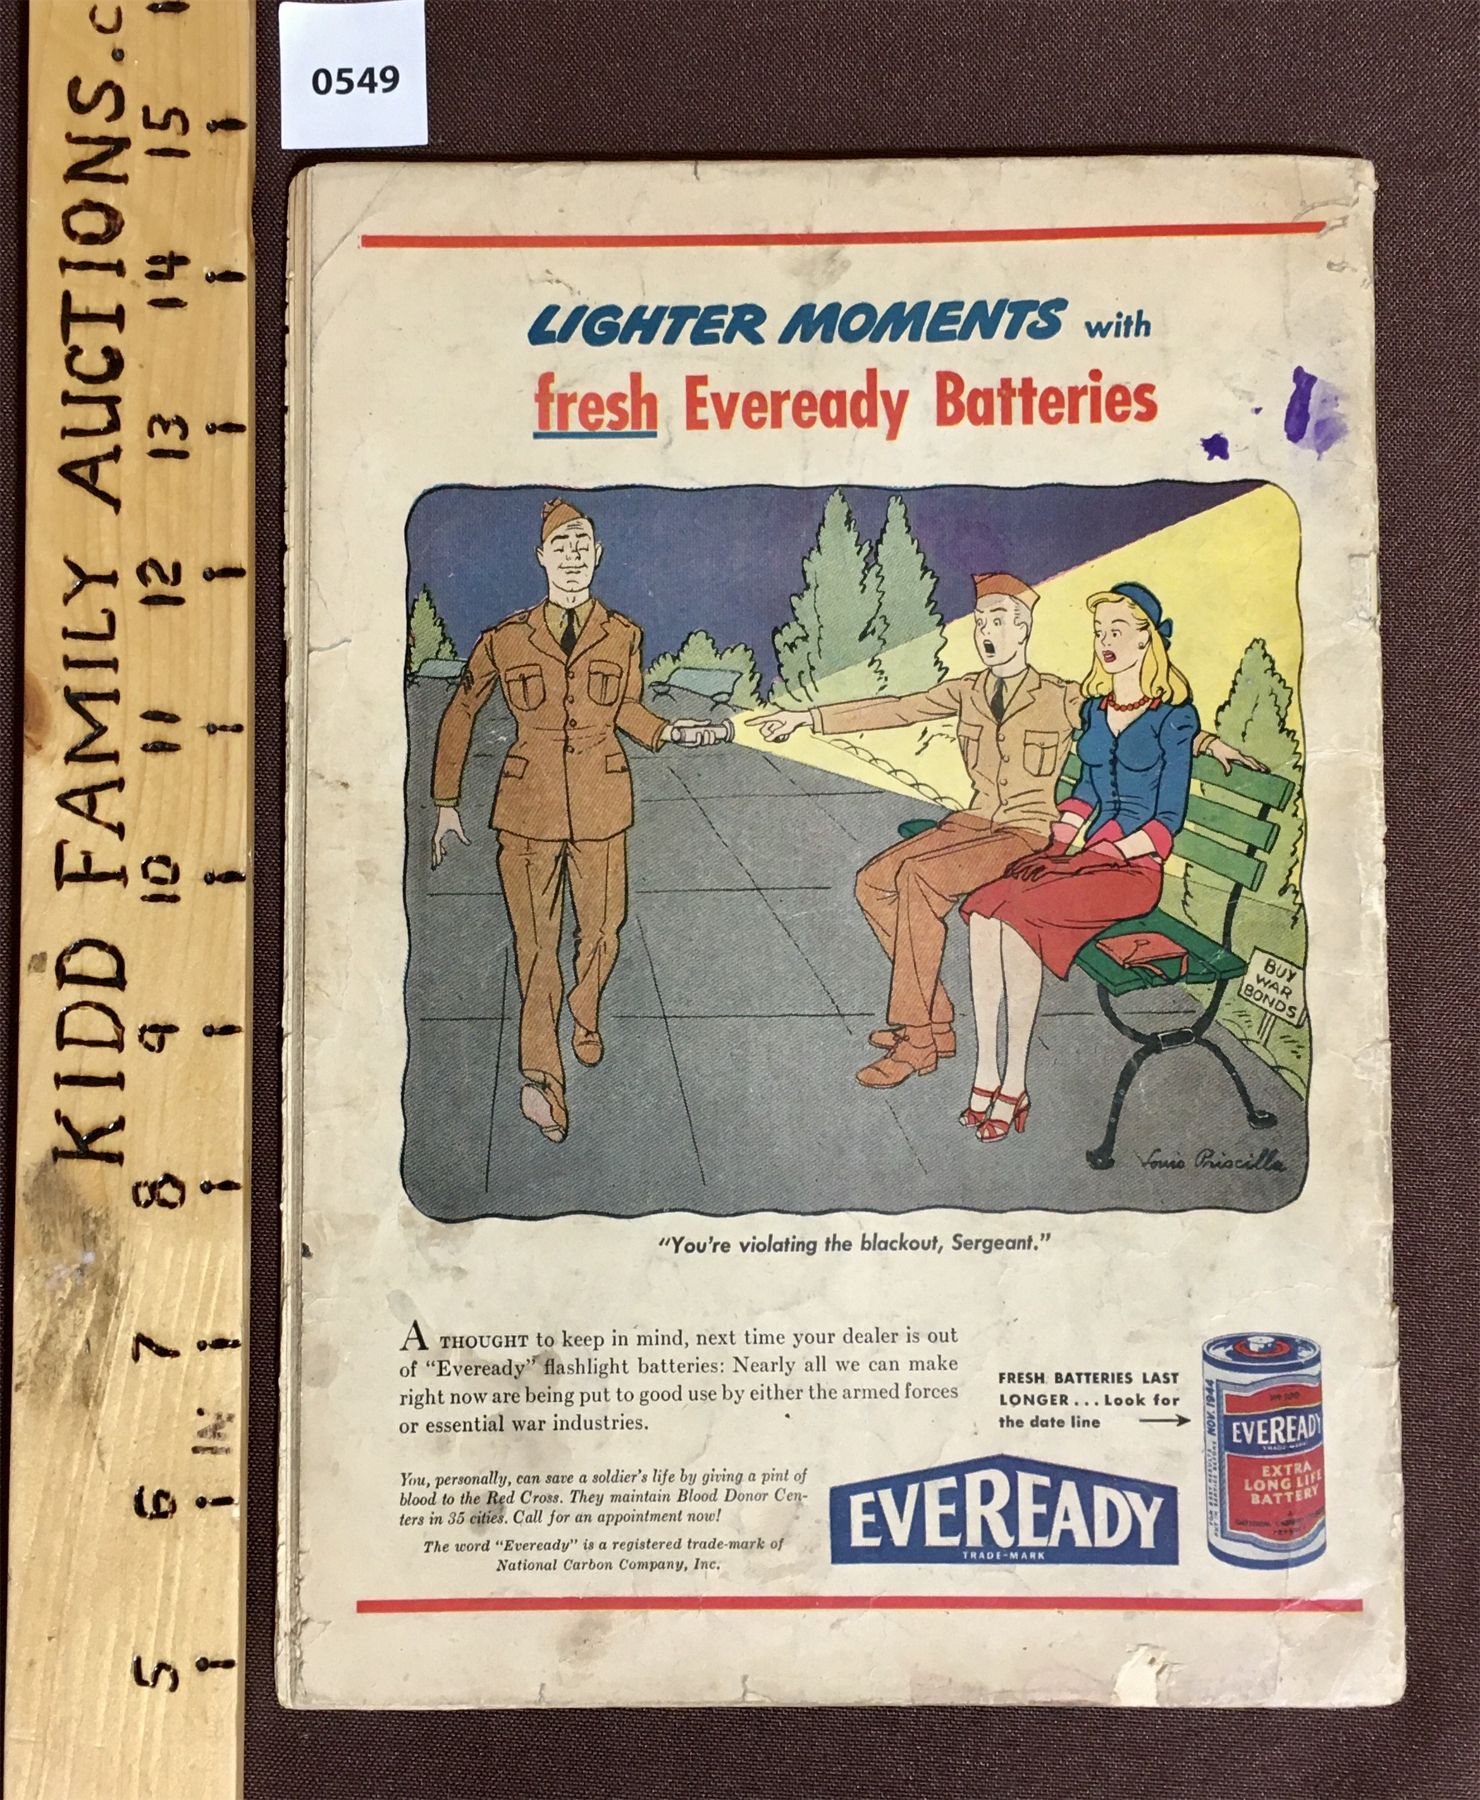 0549
KIDD FAMILY AUCTIONS.C
15
14
13
12
11
10
9
8
7
6 IN
5
LIGHTER MOMENTS with
fresh Eveready Batteries
BUY
WAR
BONDS
Louis Priscilla
"You're violating the blackout, Sergeant."
A THOUGHT to keep in mind, next time your dealer is out
of "Eveready" flashlight batteries: Nearly all we can make
right now are being put to good use by either the armed forces
or essential war industries.
You, personally, can save a soldier's life by giving a pint of
blood to the Red Cross. They maintain Blood Donor Cen-
ters in 35 cities. Call for an appointment now!
The word "Eveready" is a registered trade-mark of
National Carbon Company, Inc.
FRESH BATTERIES LAST
LONGER... Look for
the date line
EVEREADY
TRADE-MARK
NOV. 1944
EVEREADY
TRADE-MARK
EXTRA
LONG LIFE
BATTERY